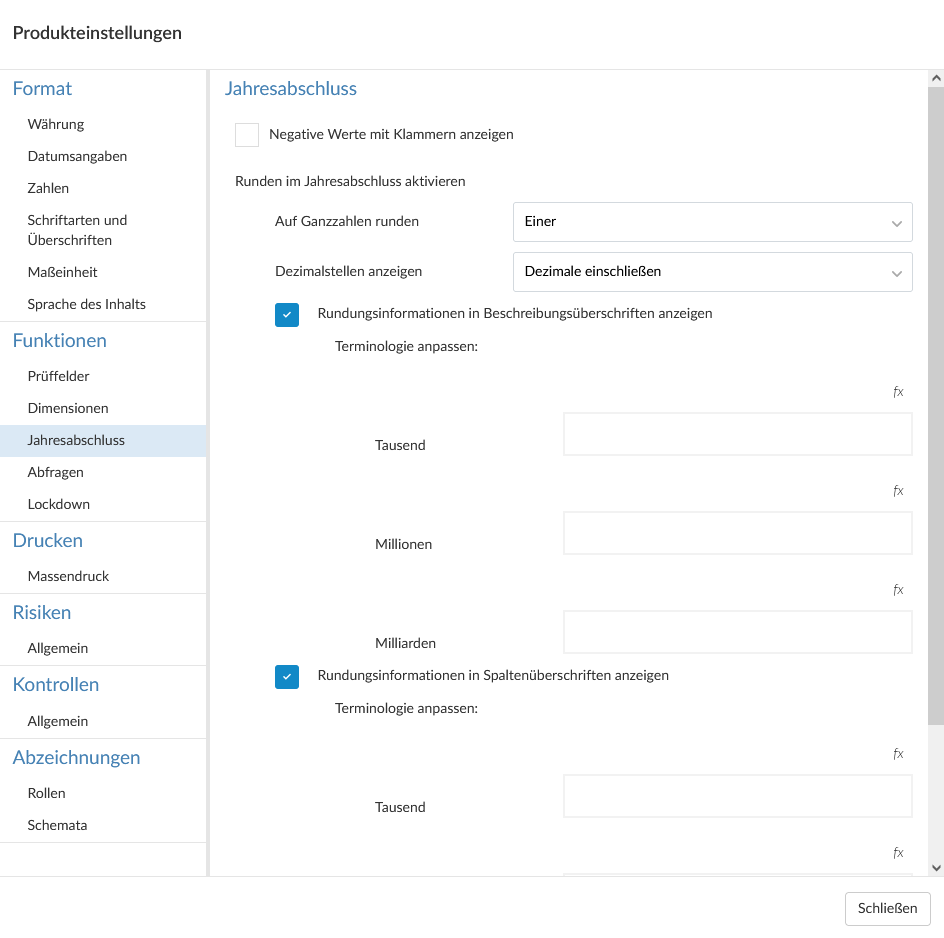 Produkteinstellungen
Format
Währung
Datumsangaben
Zahlen
Schriftarten und
Überschriften
Maßeinheit
Sprache des Inhalts
Funktionen
Prüffelder
Dimensionen
Jahresabschluss
Abfragen
Lockdown
Drucken
Massendruck
Risiken
Allgemein
Kontrollen
Allgemein
Abzeichnungen
Rollen
Schemata
Jahresabschluss
Negative Werte mit Klammern anzeigen
Runden im Jahresabschluss aktivieren
Auf Ganzzahlen runden
Einer
Dezimalstellen anzeigen
Dezimale einschließen
Rundungsinformationen in Beschreibungsüberschriften anzeigen
Terminologie anpassen:
fx
Tausend
fx
Millionen
fx
Milliarden
Rundungsinformationen in Spaltenüberschriften anzeigen
Terminologie anpassen:
fx
Tausend
fx
Schließen